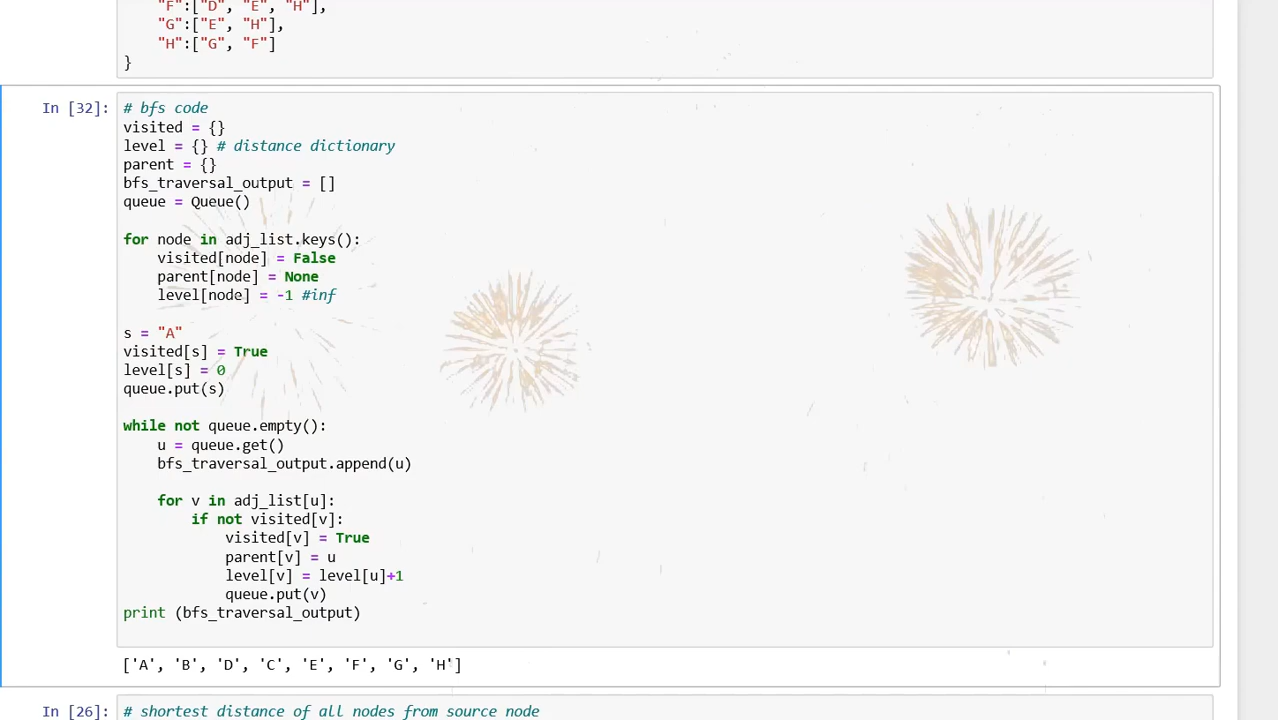 "F":["D", "E", "H"],
"G":["E", "H"],
"H":["G", "F"]
}
In [32]:
# bfs code
visited = {}
level = {} # distance dictionary
parent = {}
bfs_traversal_output = []
queue = Queue()
for node in adj_list.keys():
visited[node] = False
parent[node] = None
level[node] = -1 #inf
s = "A"
visited[s] = True
level[s] = 0
queue.put(s)
while not queue.empty():
u = queue.get()
bfs_traversal_output.append(u)
for v in adj_list[u]:
if not visited[v]:
visited[v] = True
parent[v] = u
level[v] = level[u]+1
queue.put(v)
print (bfs_traversal_output)
['A', 'B', 'D', 'C', 'E', 'F', 'G', 'H']
In [26]:
# shortest distance of all nodes from source node